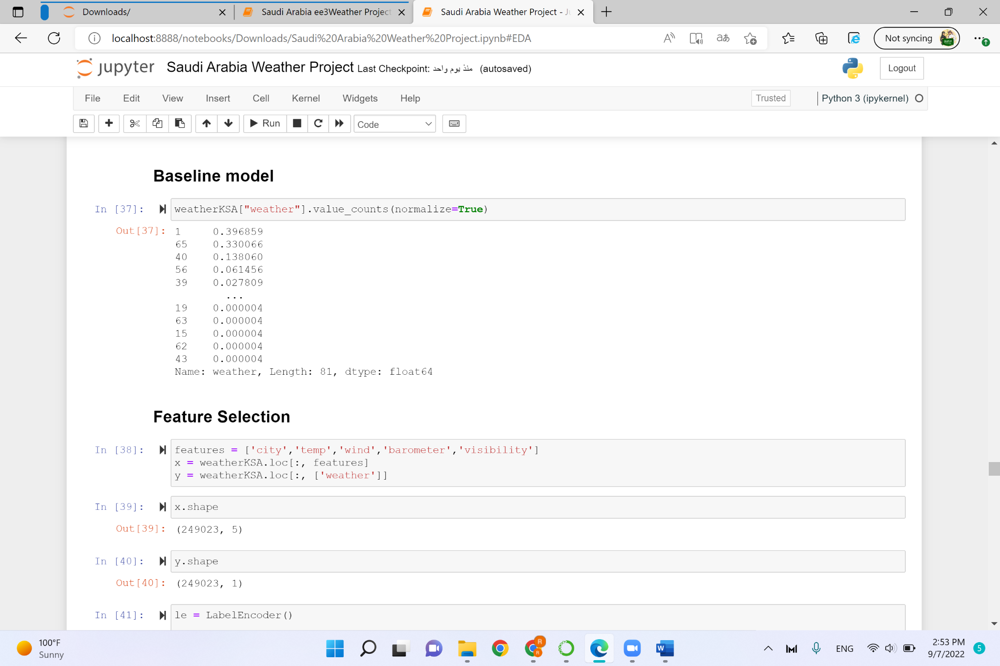 Downloads/
Saudi Arabia ee3Weather Project
Saudi Arabia Weather Project - Ju
localhost:8888/notebooks/Downloads/Saudi%20Arabia%20Weather%20Project.ipynb#EDA
aあ
Not syncing
jupyter Saudi Arabia Weather Project Last Checkpoint: منذ يوم واحد (autosaved)
Logout
File Edit View Insert Cell Kernel Widgets Help
Trusted Python 3 (ipykernel)
Run Code
Baseline model
In [37]: weatherKSA["weather"].value_counts(normalize=True)
Out[37]: 1 0.396859
65 0.330066
40 0.138060
56 0.061456
39 0.027809
...
19 0.000004
63 0.000004
15 0.000004
62 0.000004
43 0.000004
Name: weather, Length: 81, dtype: float64
Feature Selection
In [38]: features = ['city','temp','wind','barometer','visibility']
x = weatherKSA.loc[:, features]
y = weatherKSA.loc[:, ['weather']]
In [39]: x.shape
Out[39]: (249023, 5)
In [40]: y.shape
Out[40]: (249023, 1)
In [41]: le = LabelEncoder()
100°F
Sunny
R
R
W
ENG
2:53 PM
9/7/2022
5